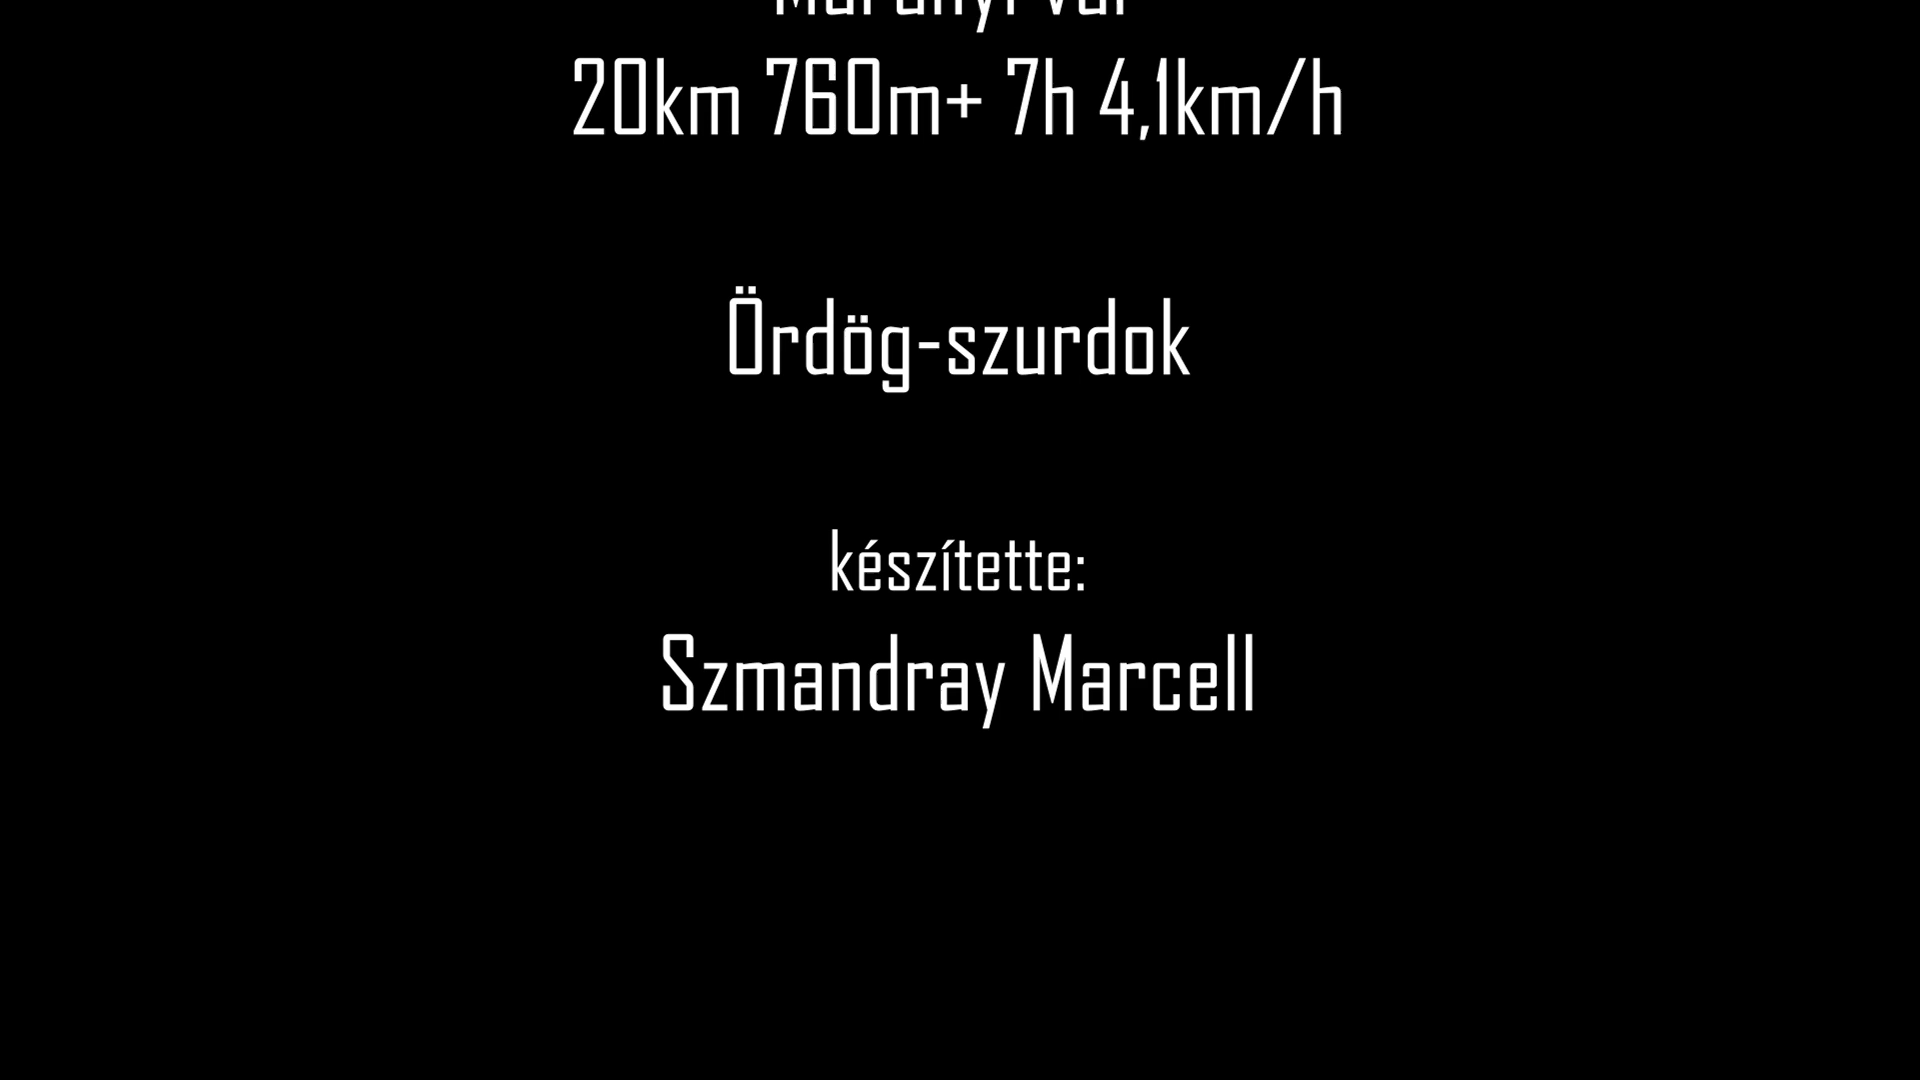 20km 760m+ 7h 4,1km/h
Ördög-szurdok
készítette:
Szmandray Marcell